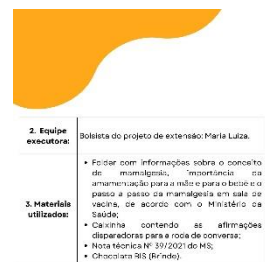 2. Equipe
executora:
Bolsista do projeto de extensão: Maria Luiza.
3. Materiais
utilizados:
• Folder com informações sobre o conceito
de mamalgesia, importância da
amamentação para a mãe e para o bebê e o
passo a passo da mamalgesia em sala de
vacina, de acordo com o Ministério da
Saúde;
• Caixinha contendo as afirmações
disparadoras para a roda de conversa;
• Nota técnica Nº 39/2021 do MS;
• Chocolate BIS (Brinde).